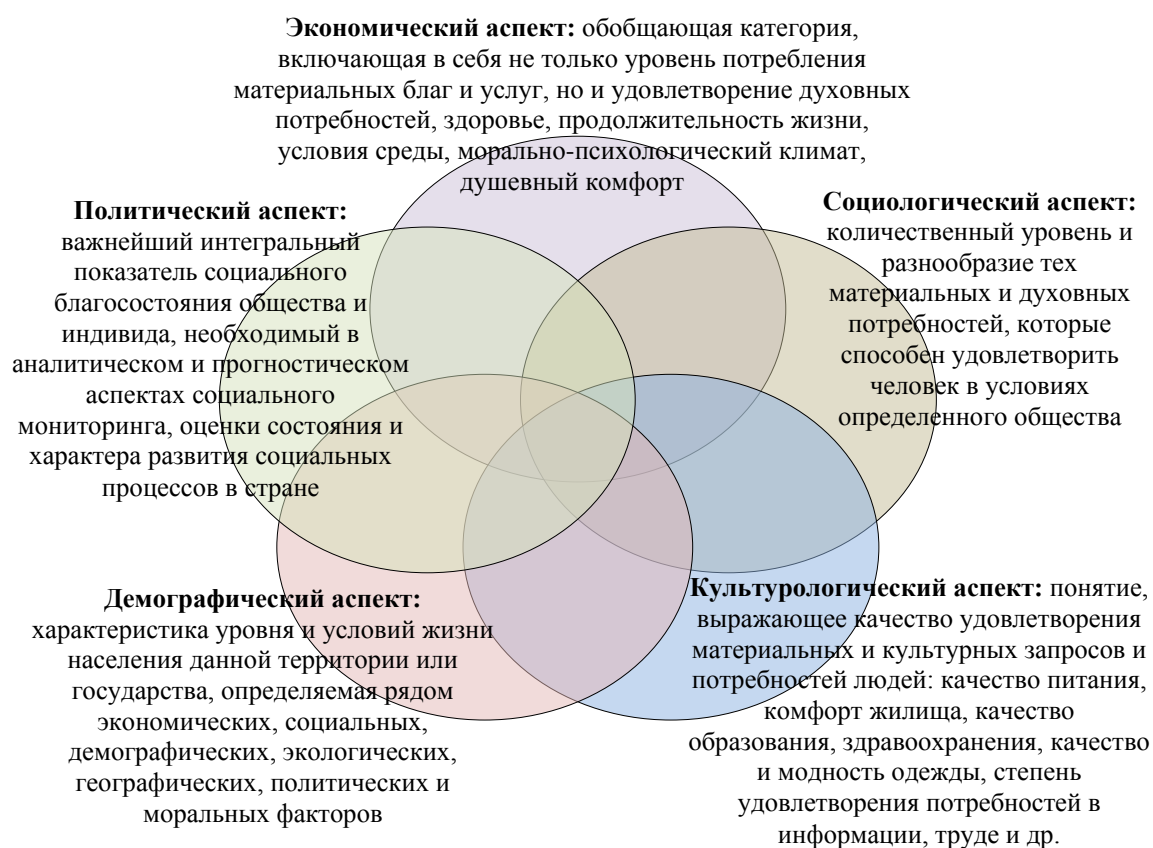 Экономический аспект: обобщающая категория,
включающая в себя не только уровень потребления
материальных благ и услуг, но и удовлетворение духовных
потребностей, здоровье, продолжительность жизни,
условия среды, морально-психологический климат,
душевный комфорт
Политический аспект:
важнейший интегральный
показатель социального
благосостояния общества и
индивида, необходимый в
аналитическом и прогностическом
аспектах социального
мониторинга, оценки состояния и
характера развития социальных
процессов в стране
Социологический аспект:
количественный уровень и
разнообразие тех
материальных и духовных
потребностей, которые
способен удовлетворить
человек в условиях
определенного общества
Демографический аспект:
характеристика уровня и условий жизни
населения данной территории или
государства, определяемая рядом
экономических, социальных,
демографических, экологических,
географических, политических и
моральных факторов
Культурологический аспект: понятие,
выражающее качество удовлетворения
материальных и культурных запросов и
потребностей людей: качество питания,
комфорт жилища, качество
образования, здравоохранения, качество
и модность одежды, степень
удовлетворения потребностей в
информации, труде и др.